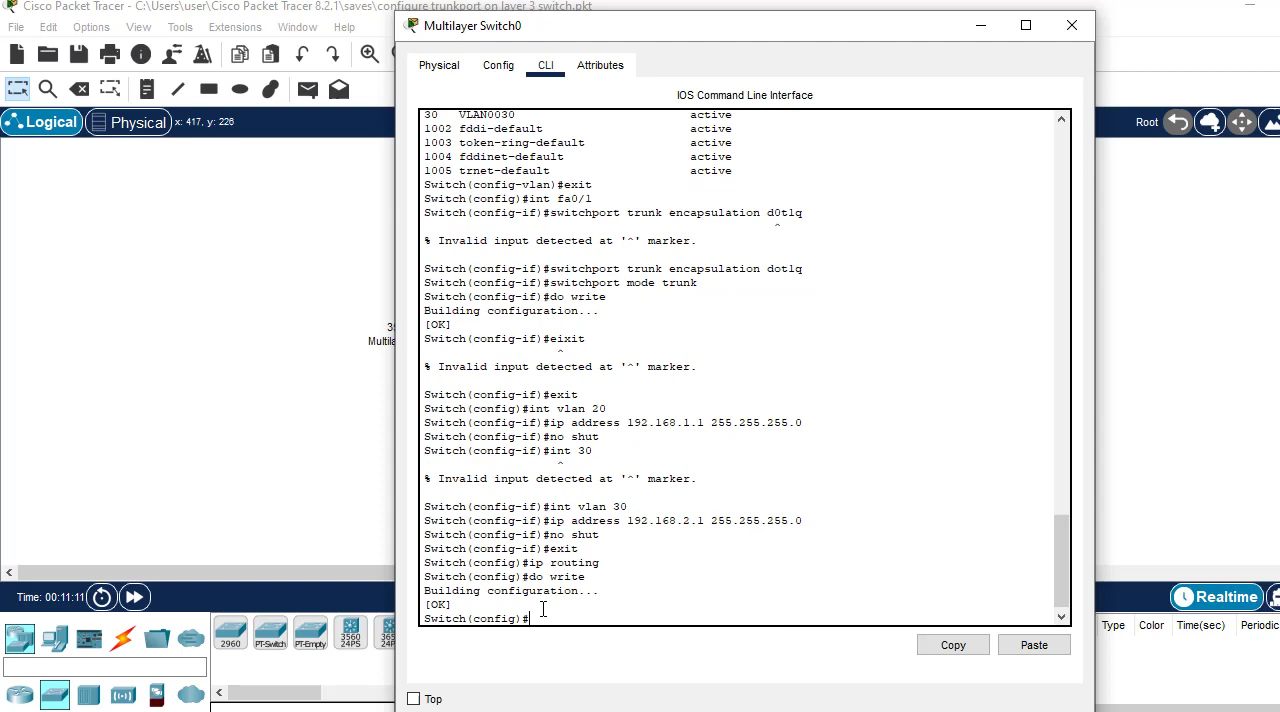 Cisco Packet Tracer - C:\Users\user\Cisco Packet Tracer 8.2.1\saves\configure trunkport on layer 3 switch.pkt
File Edit Options View Tools Extensions Window Help
Logical Physical x: 417, y: 226
Root
Multilayer Switch0
Physical Config CLI Attributes
IOS Command Line Interface
30 VLAN0030 active
1002 fddi-default active
1003 token-ring-default active
1004 fddinet-default active
1005 trnet-default active
Switch(config-vlan)#exit
Switch(config)#int fa0/1
Switch(config-if)#switchport trunk encapsulation d0tlq
^
% Invalid input detected at '^' marker.
Switch(config-if)#switchport trunk encapsulation dotlq
Switch(config-if)#switchport mode trunk
Switch(config-if)#do write
Building configuration...
[OK]
Switch(config-if)#eixit
^
% Invalid input detected at '^' marker.
Switch(config-if)#exit
Switch(config)#int vlan 20
Switch(config-if)#ip address 192.168.1.1 255.255.255.0
Switch(config-if)#no shut
Switch(config-if)#int 30
^
% Invalid input detected at '^' marker.
Switch(config-if)#int vlan 30
Switch(config-if)#ip address 192.168.2.1 255.255.255.0
Switch(config-if)#no shut
Switch(config-if)#exit
Switch(config)#ip routing
Switch(config)#do write
Building configuration...
[OK]
Switch(config)#
Copy Paste
Top
Time: 00:11:11
Realtime
2960 PT-Switch PT-Empty 3560 24PS
Type Color Time(sec) Periodic